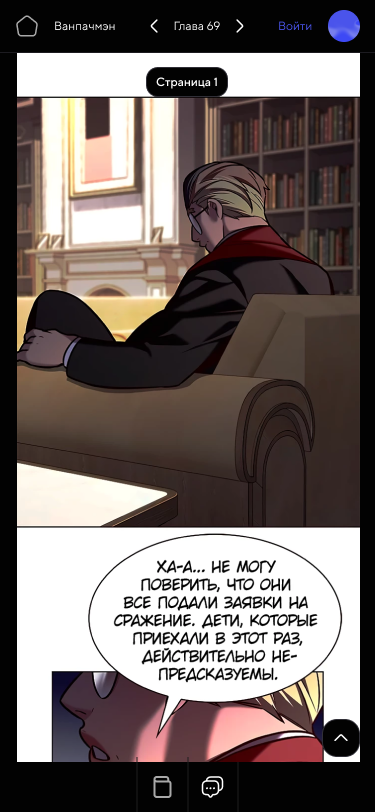 Ванпачмэн
Глава 69
Войти
Страница 1
ХА-А... НЕ МОГУ
ПОВЕРИТЬ, ЧТО ОНИ
ВСЕ ПОДАЛИ ЗАЯВКИ НА
СРАЖЕНИЕ. ДЕТИ, КОТОРЫЕ
ПРИЕХАЛИ В ЭТОТ РАЗ,
ДЕЙСТВИТЕЛЬНО НЕ-
ПРЕДСКАЗУЕМЫ.